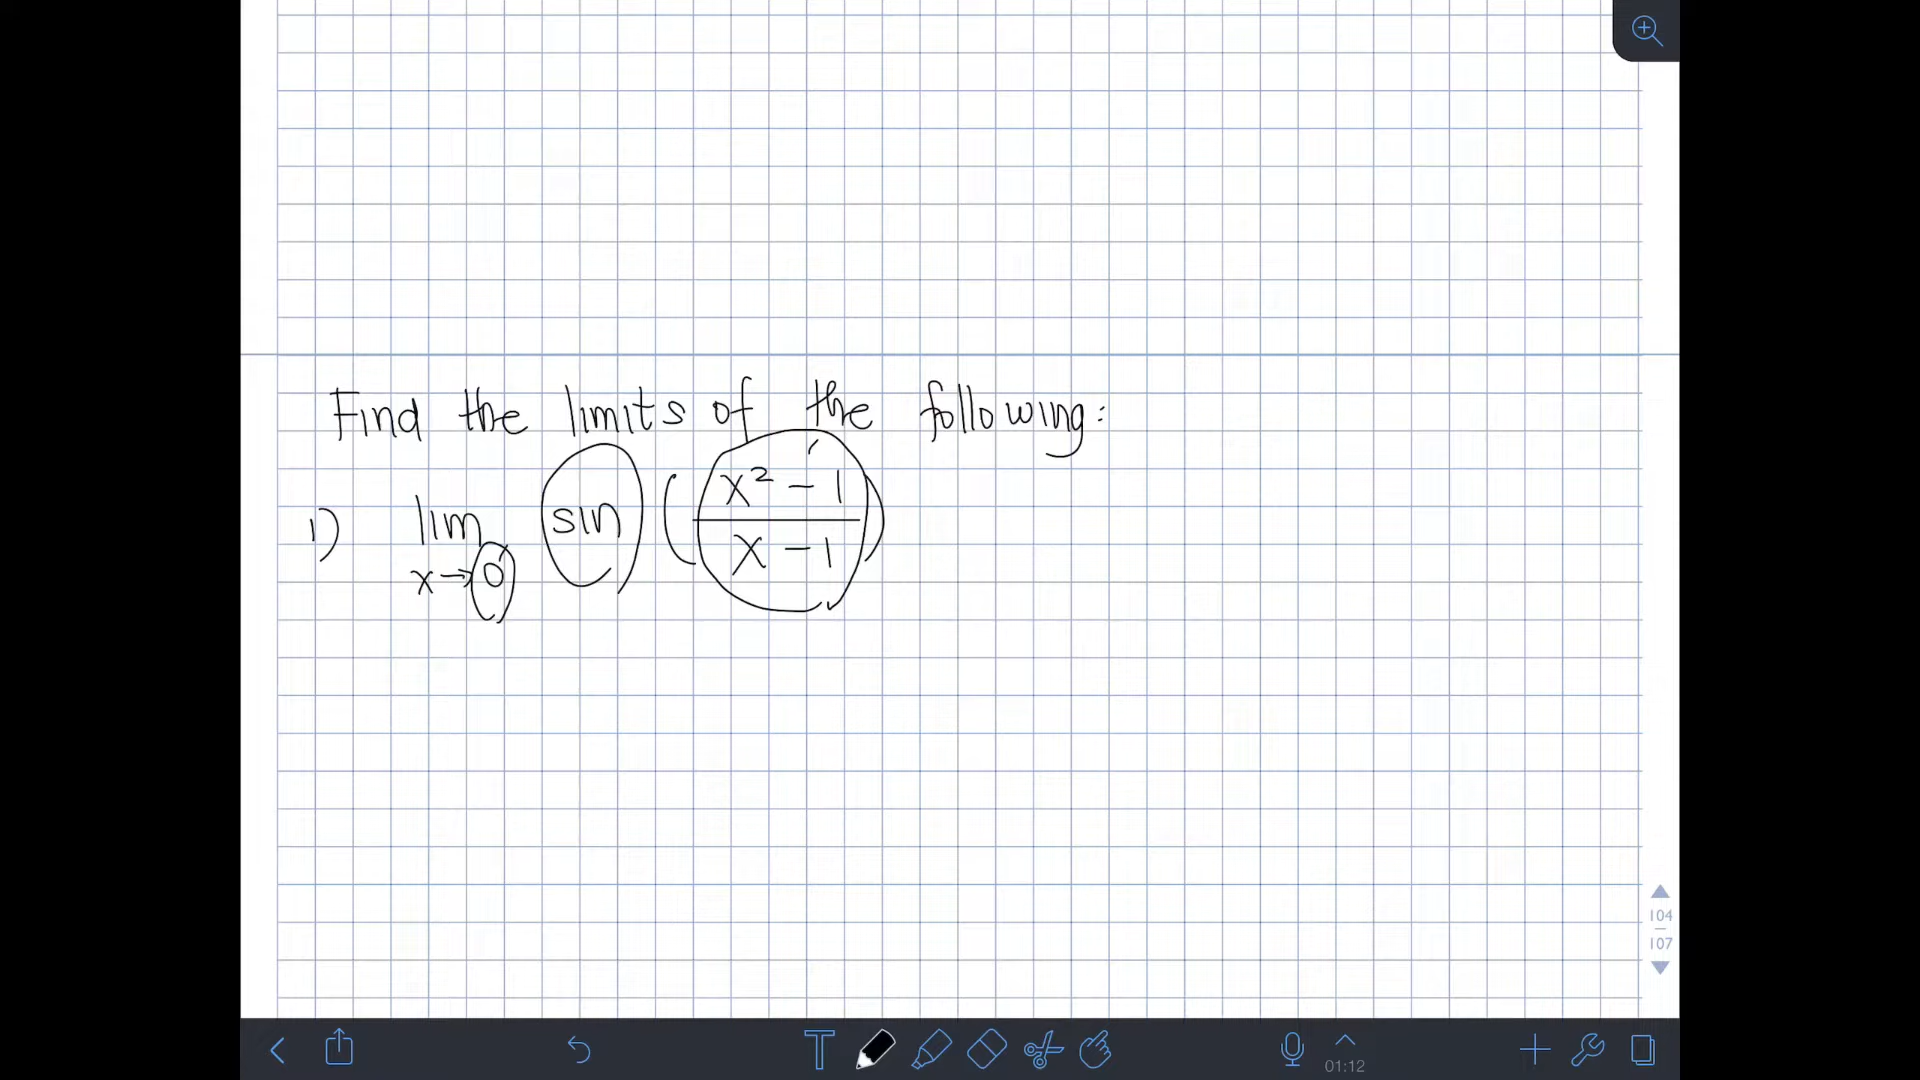 Find the limits of the following:
1) lim x→0 sin ( x² - 1 / x - 1 )
104
107
01:12